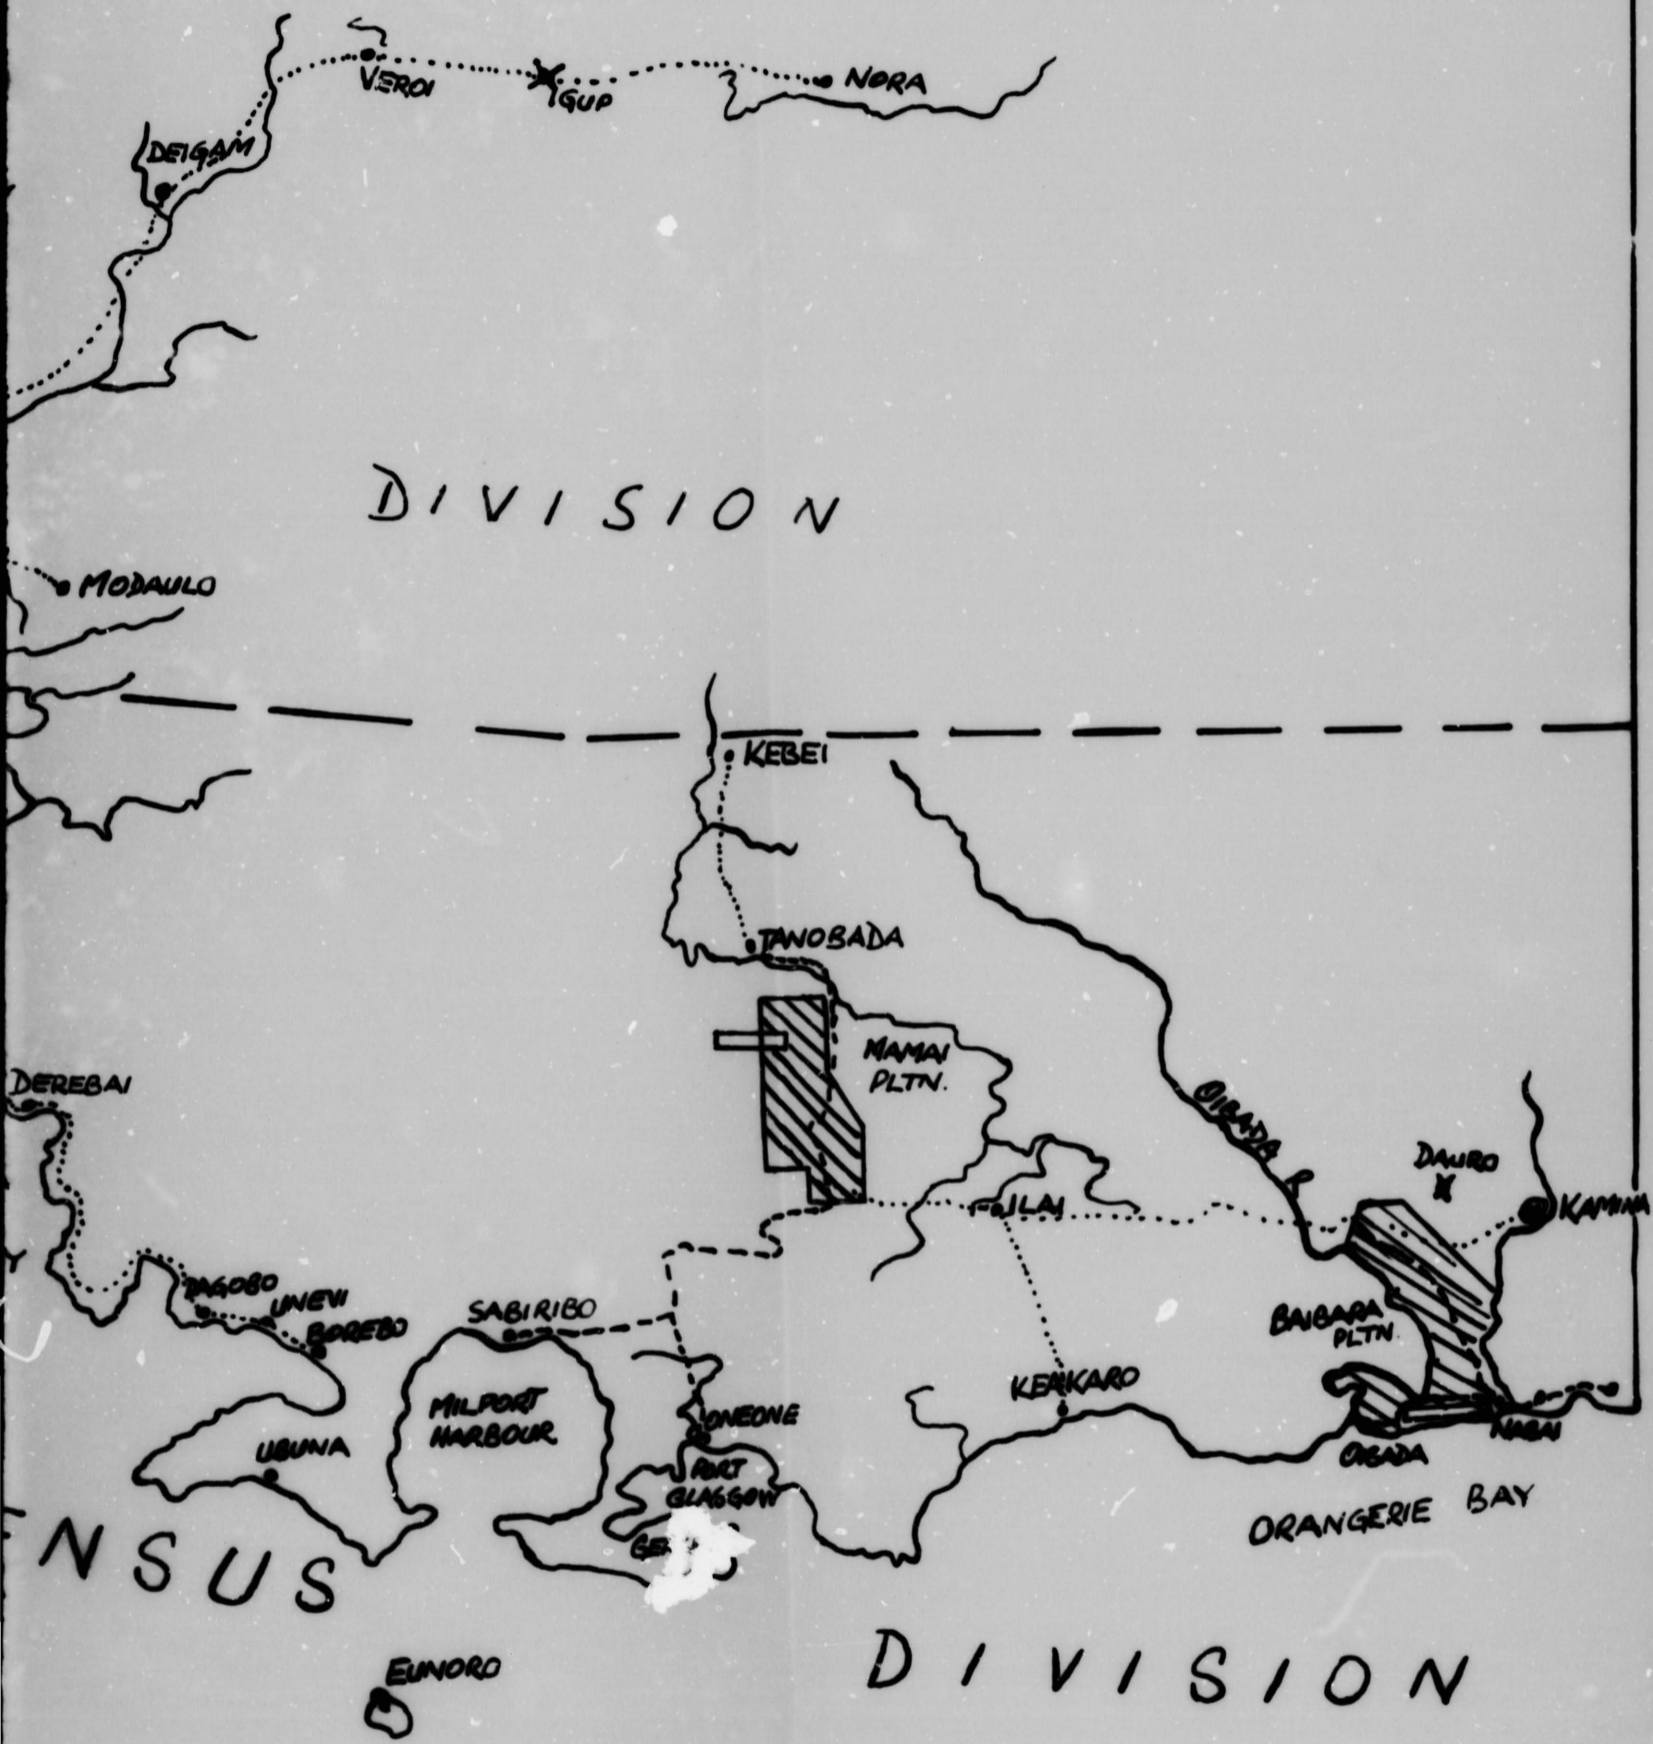 VEROI
GUP
NORA
DEIGAM
DIVISION
MODAULO
KEBEI
TANOBADA
MAMAI
PLTN.
DEREBAI
OIBADA
DAURO
ILAI
KAMINA
PAGOBO
UNEVI
BOREBO
SABIRIBO
BAIBARA
PLTN.
MILPORT
HARBOUR
KEAKARO
ONEONE
UBUNA
PORT
GLASGOW
OIBADA
NABAI
ORANGERIE BAY
NSUS
DIVISION
EUNORO